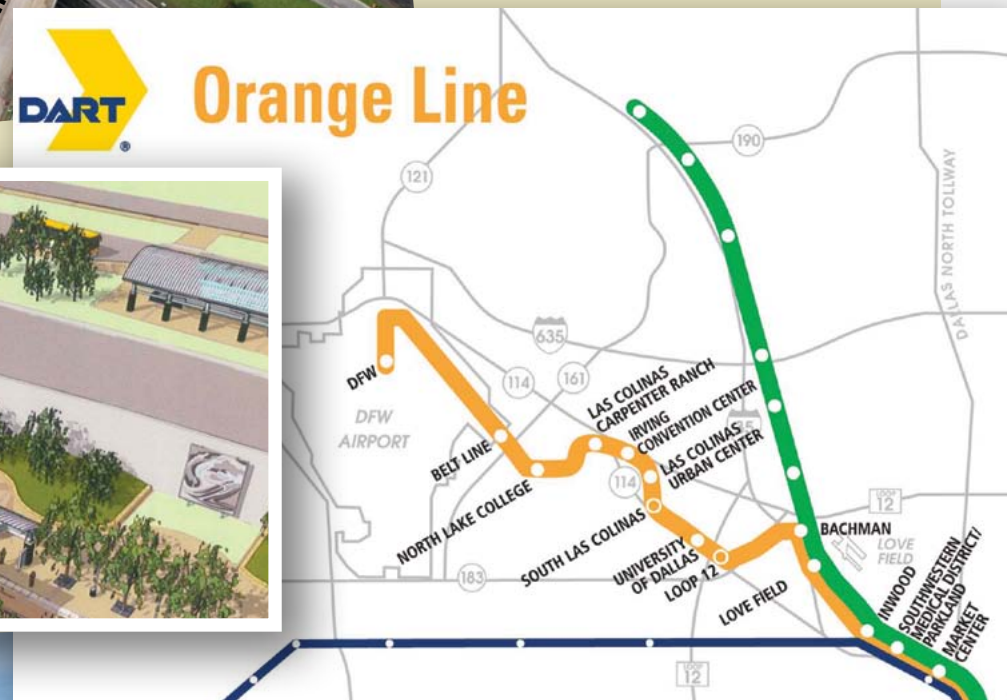 DART
®
Orange Line
190
121
DALLAS NORTH TOLLWAY
635
114
161
DFW
DFW
AIRPORT
LAS COLINAS
CARPENTER RANCH
IRVING
CONVENTION CENTER
LAS COLINAS
URBAN CENTER
BELT LINE
114
NORTH LAKE COLLEGE
SOUTH LAS COLINAS
LOOP
12
BACHMAN
LOVE
FIELD
UNIVERSITY
OF DALLAS
LOOP 12
183
LOVE FIELD
INWOOD
SOUTHWESTERN
MEDICAL DISTRICT/
PARKLAND
MARKET
CENTER
LOOP
12